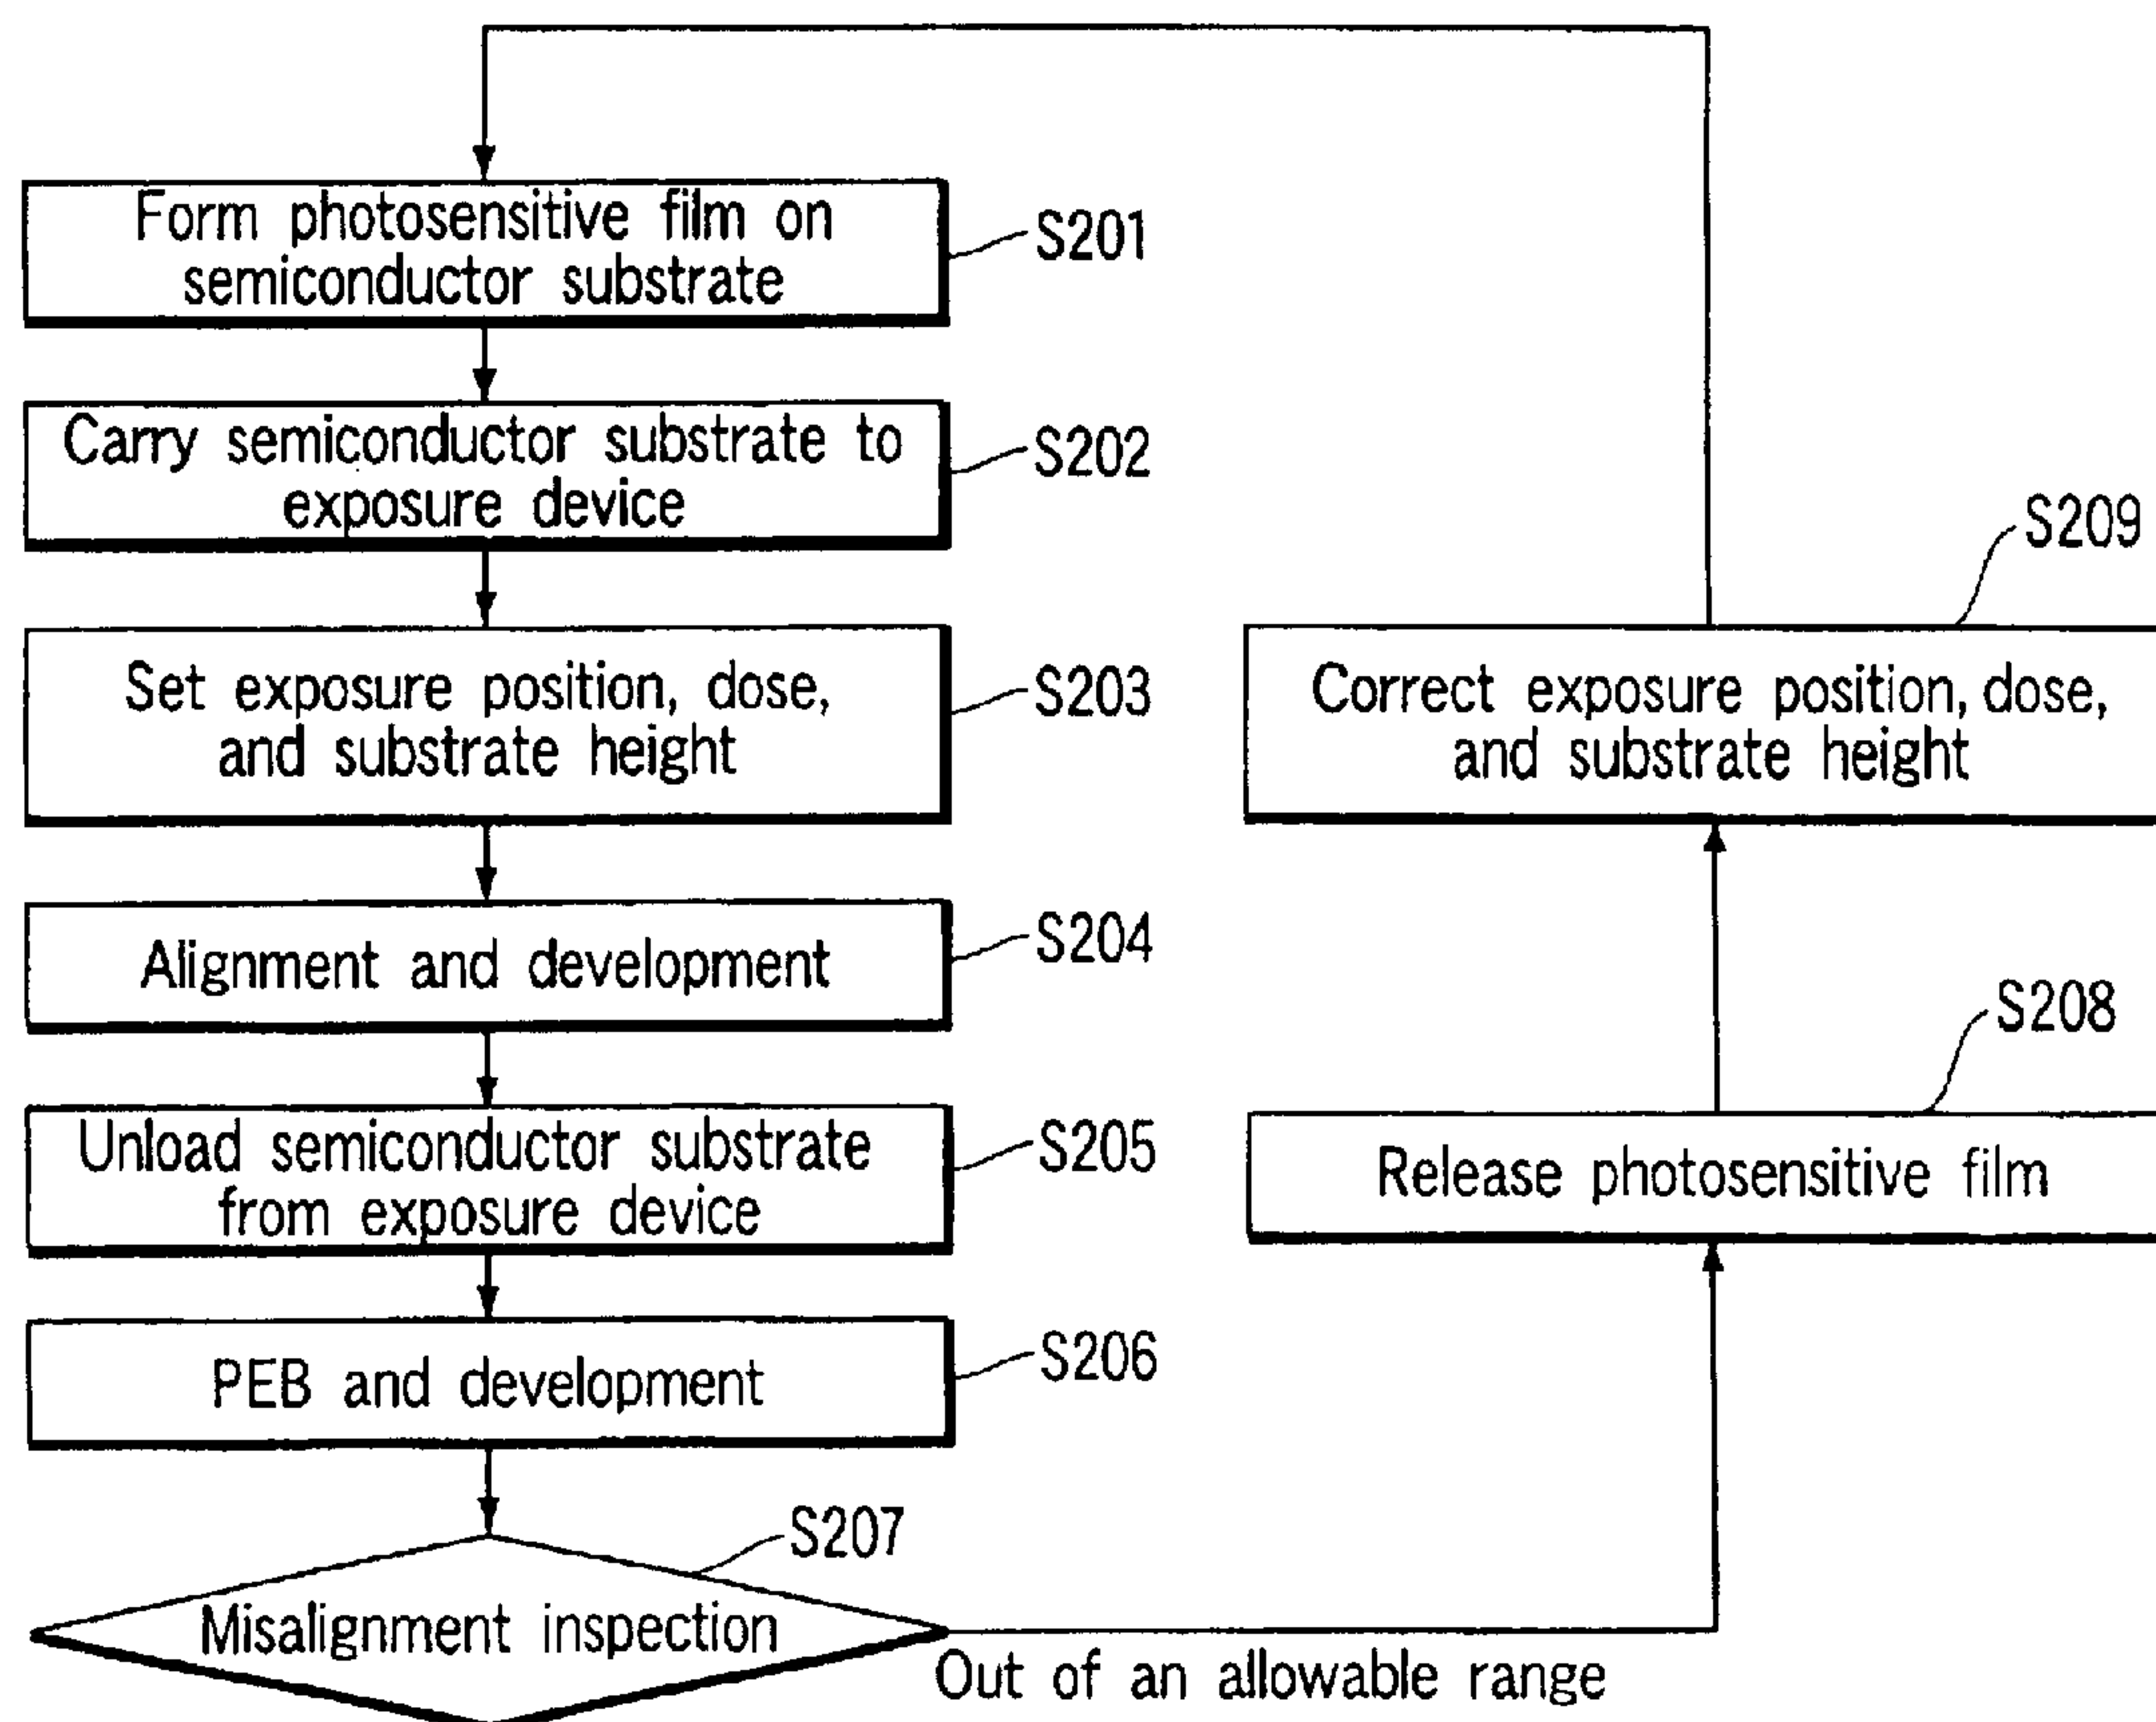 Form photosensitive film on
semiconductor substrate
S201
Carry semiconductor substrate to
exposure device
S202
Set exposure position, dose,
and substrate height
S203
Alignment and development
S204
Unload semiconductor substrate
from exposure device
S205
PEB and development
S206
Misalignment inspection
S207
Out of an allowable range
Release photosensitive film
S208
Correct exposure position, dose,
and substrate height
S209